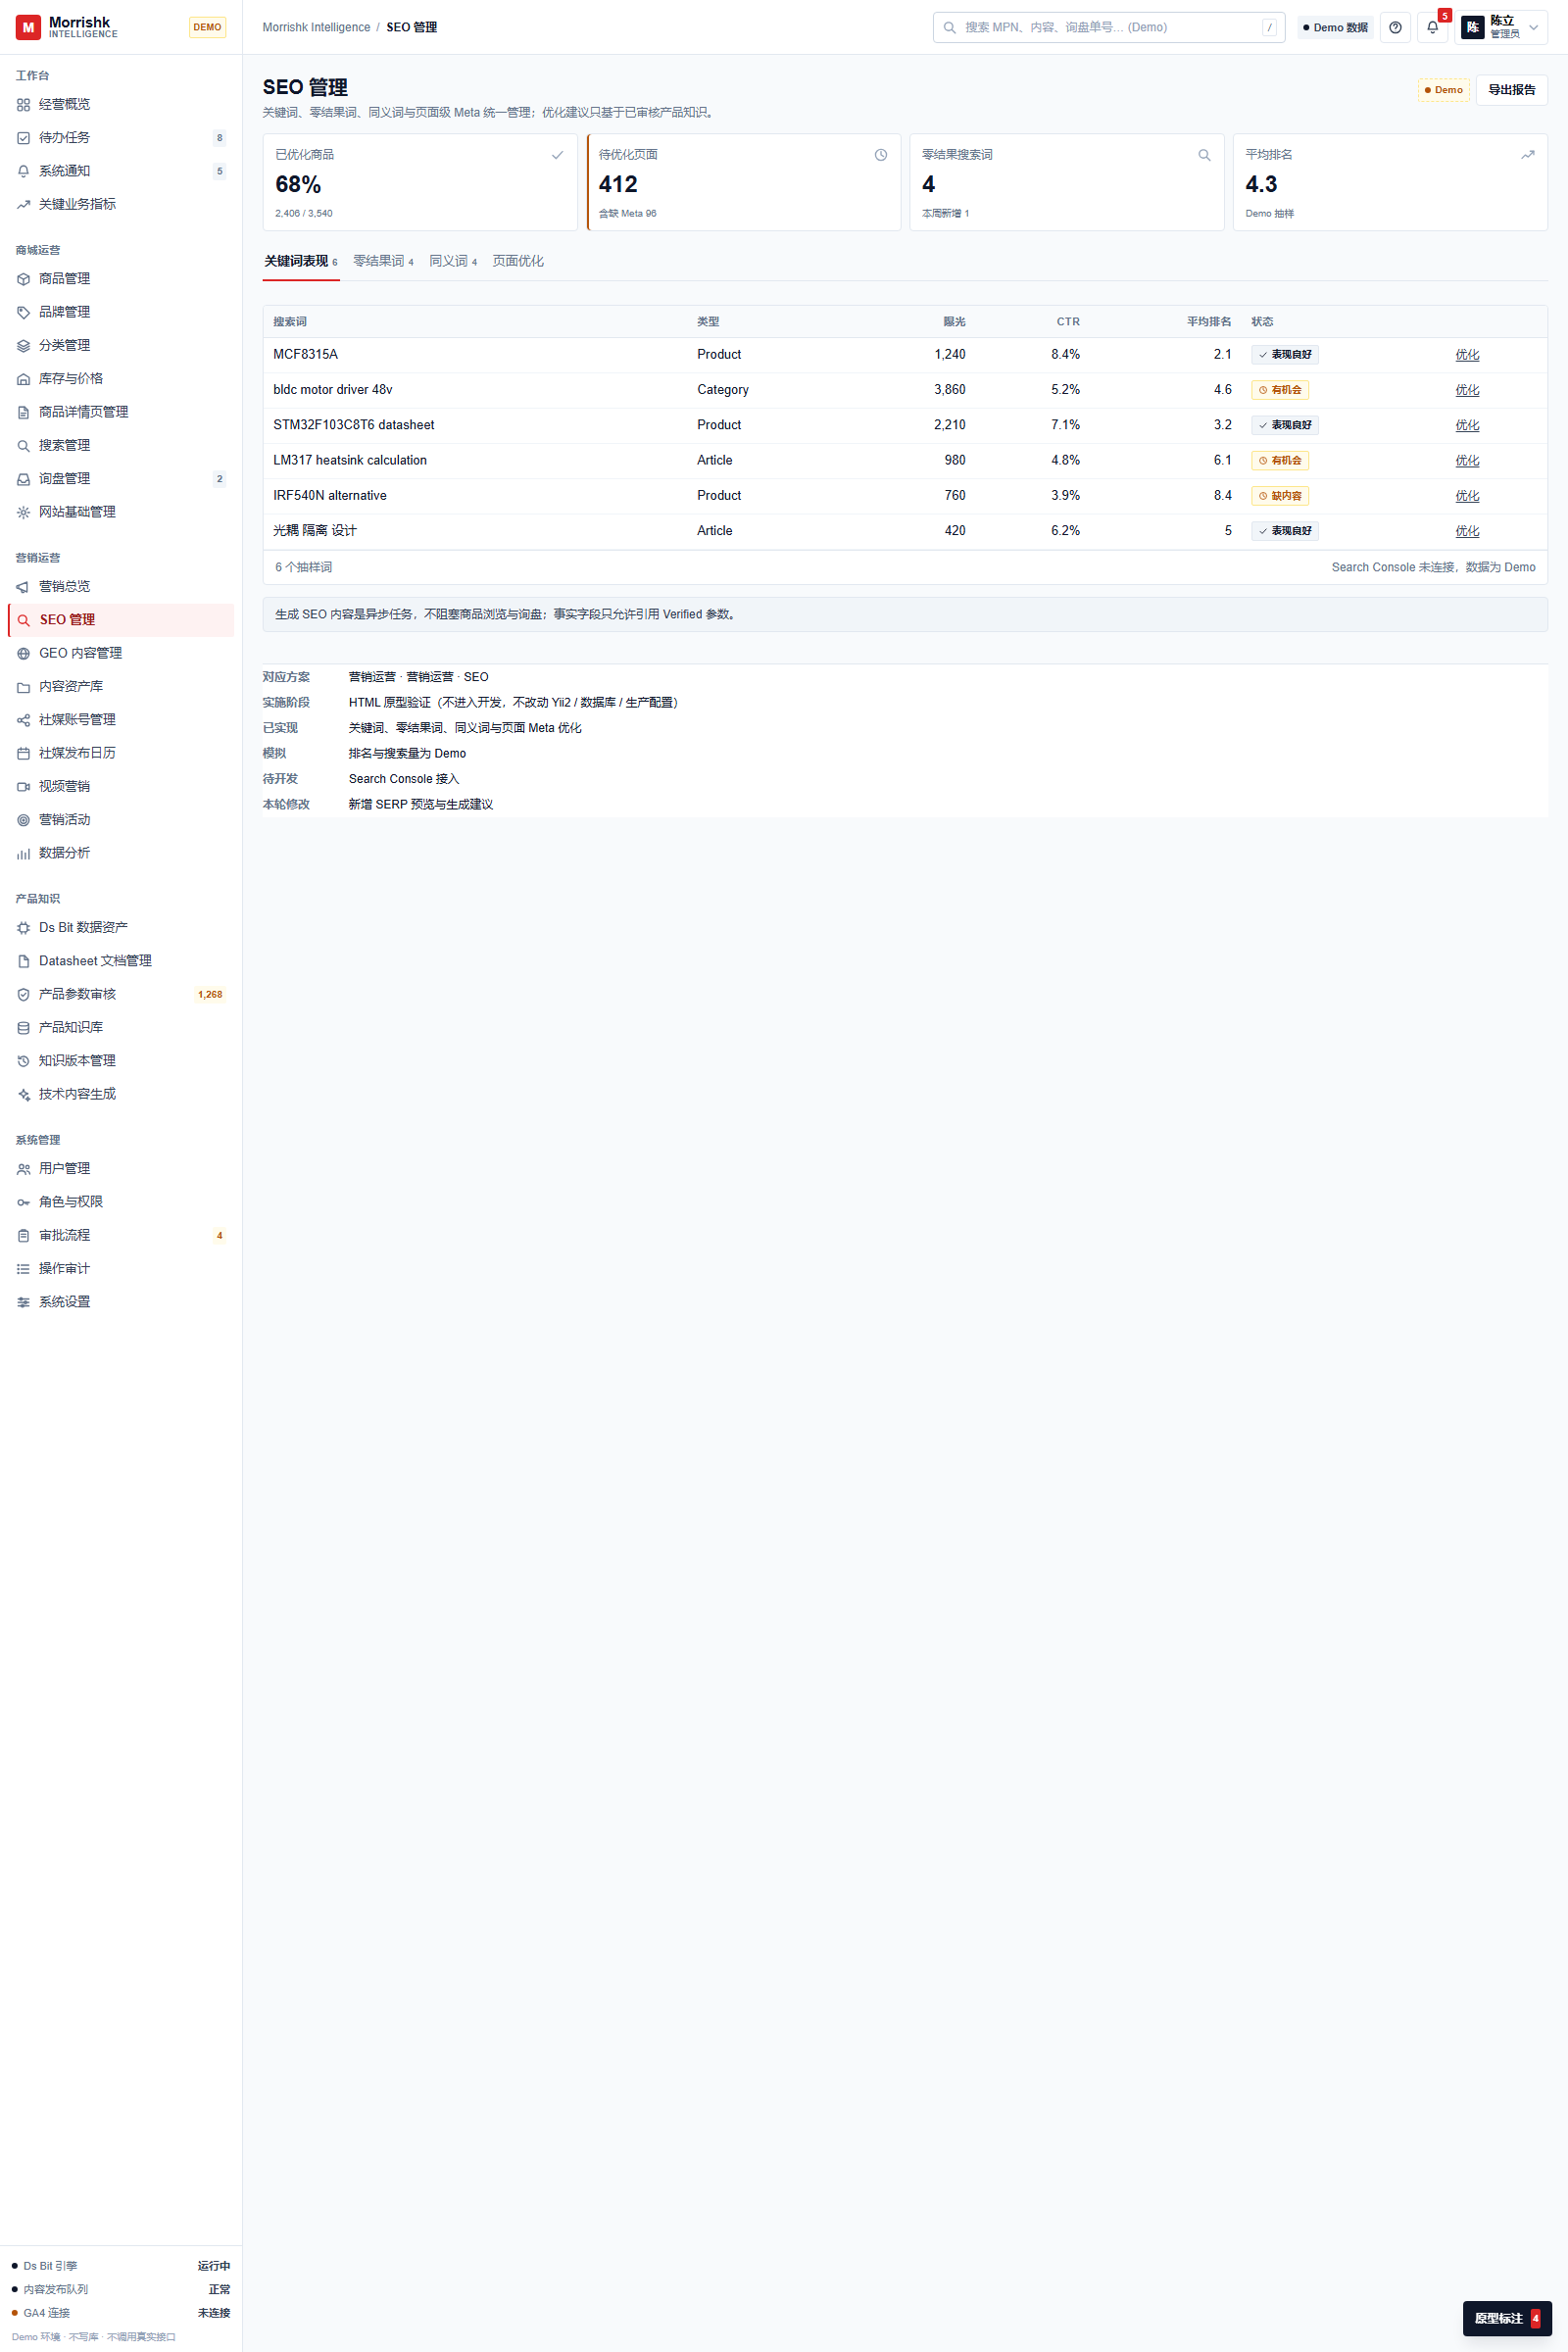 M
Morrishk
INTELLIGENCE
DEMO
工作台
经营概览
待办任务 8
系统通知 5
关键业务指标
商城运营
商品管理
品牌管理
分类管理
库存与价格
商品详情页管理
搜索管理
询盘管理 2
网站基础管理
营销运营
营销总览
SEO 管理
GEO 内容管理
内容资产库
社媒账号管理
社媒发布日历
视频营销
营销活动
数据分析
产品知识
Ds Bit 数据资产
Datasheet 文档管理
产品参数审核 1,268
产品知识库
知识版本管理
技术内容生成
系统管理
用户管理
角色与权限
审批流程 4
操作审计
系统设置
Ds Bit 引擎 运行中
内容发布队列 正常
GA4 连接 未连接
Demo 环境 · 不写库 · 不调用真实接口
Morrishk Intelligence / SEO 管理
搜索 MPN、内容、询盘单号… (Demo) /
Demo 数据
5
陈
陈立
管理员
SEO 管理
关键词、零结果词、同义词与页面级 Meta 统一管理；优化建议只基于已审核产品知识。
Demo
导出报告
已优化商品
68%
2,406 / 3,540
待优化页面
412
含缺 Meta 96
零结果搜索词
4
本周新增 1
平均排名
4.3
Demo 抽样
关键词表现 6 零结果词 4 同义词 4 页面优化
搜索词 类型 曝光 CTR 平均排名 状态
MCF8315A Product 1,240 8.4% 2.1 表现良好 优化
bldc motor driver 48v Category 3,860 5.2% 4.6 有机会 优化
STM32F103C8T6 datasheet Product 2,210 7.1% 3.2 表现良好 优化
LM317 heatsink calculation Article 980 4.8% 6.1 有机会 优化
IRF540N alternative Product 760 3.9% 8.4 缺内容 优化
光耦 隔离 设计 Article 420 6.2% 5 表现良好 优化
6 个抽样词 Search Console 未连接，数据为 Demo
生成 SEO 内容是异步任务，不阻塞商品浏览与询盘；事实字段只允许引用 Verified 参数。
对应方案 营销运营 · 营销运营 · SEO
实施阶段 HTML 原型验证（不进入开发，不改动 Yii2 / 数据库 / 生产配置）
已实现 关键词、零结果词、同义词与页面 Meta 优化
模拟 排名与搜索量为 Demo
待开发 Search Console 接入
本轮修改 新增 SERP 预览与生成建议
原型标注 4